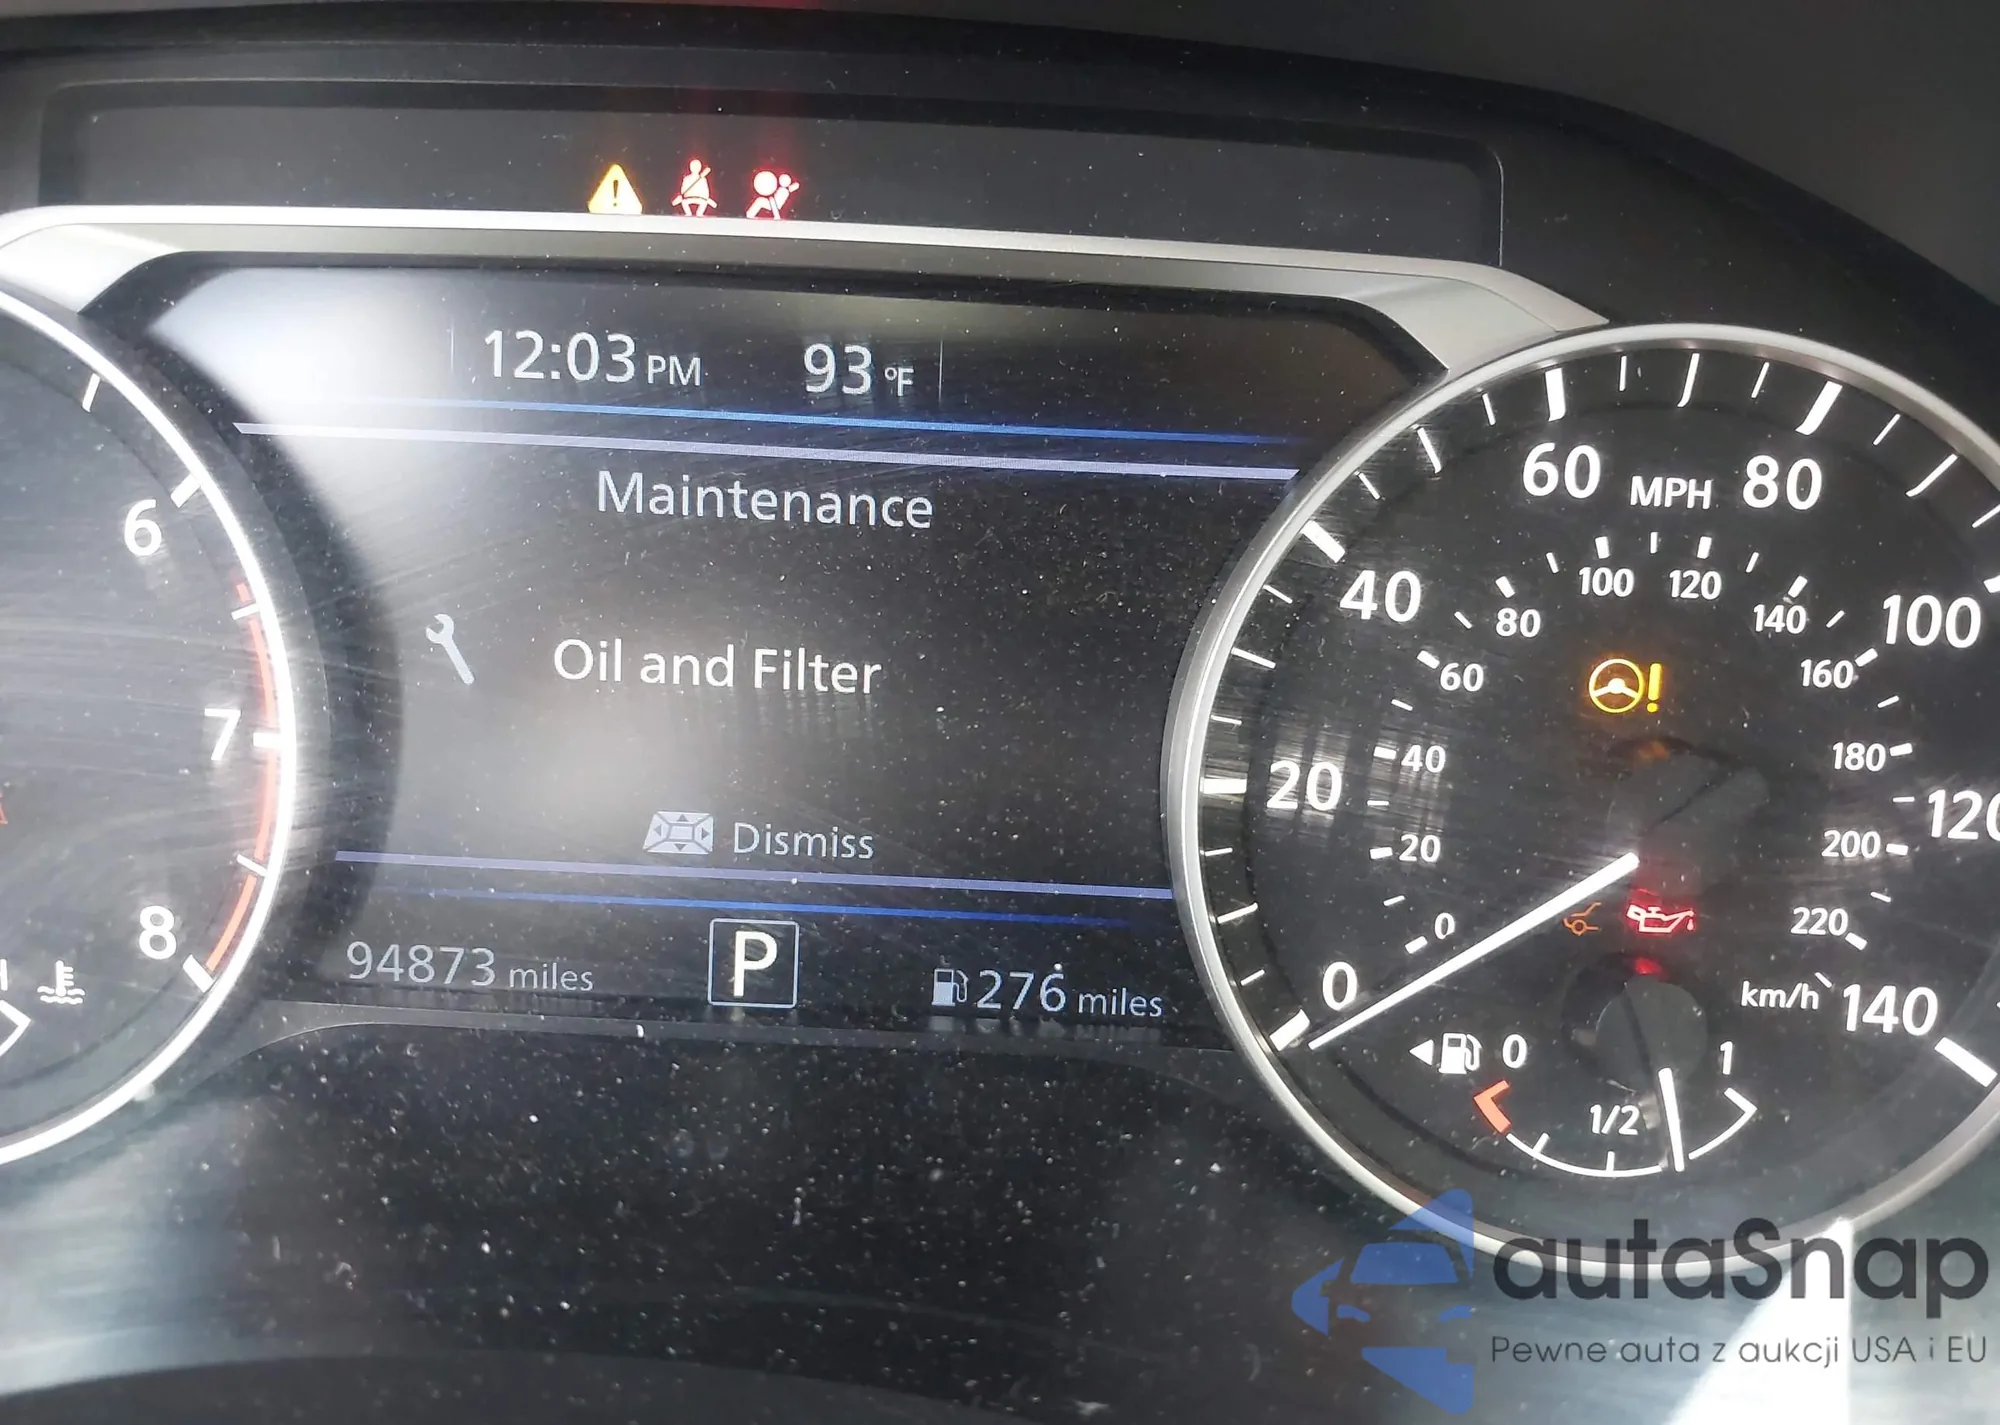 12:03 PM 93 °F
Maintenance
Oil and Filter
Dismiss
94873 miles
P
276 miles
6
7
8
H
0
20
40
60
MPH
80
100
120
140
0
20
40
60
80
100
120
140
160
180
200
220
km/h
0
1/2
1
autaSnap
Pewne auta z aukcji USA i EU